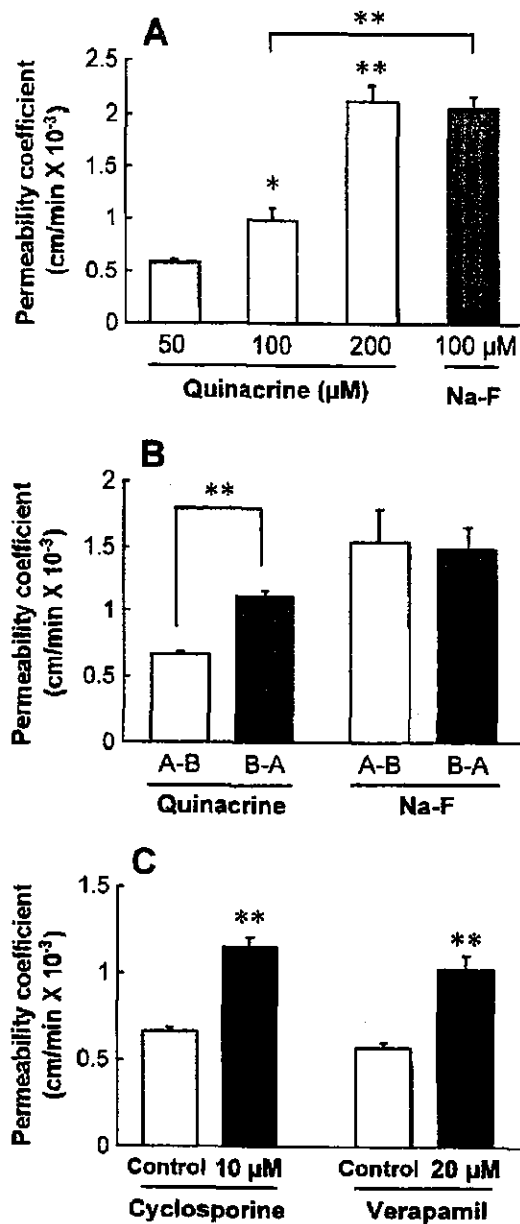 A
**
**
*
Permeability coefficient
(cm/min X 10-3)
2.5
2
1.5
1
0.5
0
50 100 200 100 µM
Quinacrine (µM) Na-F
B
**
Permeability coefficient
(cm/min X 10-3)
2
1.5
1
0.5
0
A-B B-A A-B B-A
Quinacrine Na-F
C
** **
Permeability coefficient
(cm/min X 10-3)
1.5
1
0.5
0
Control 10 µM Control 20 µM
Cyclosporine Verapamil